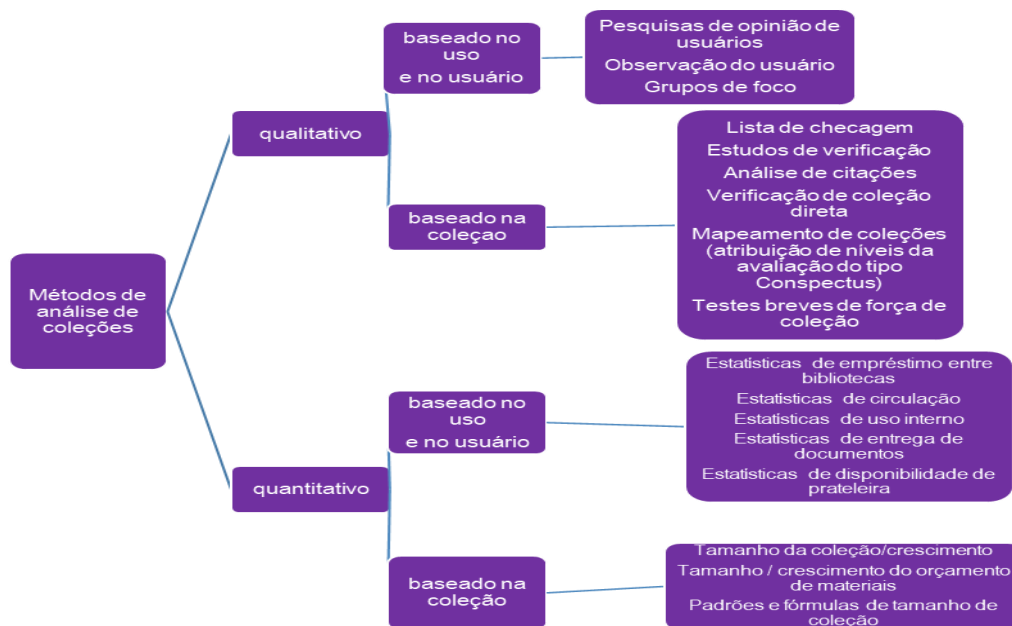 Métodos de
análise de
coleções
qualitativo
baseado no
uso
e no usuário
Pesquisas de opinião de
usuários
Observação do usuário
Grupos de foco
baseado na
coleçao
Lista de checagem
Estudos de verificação
Análise de citações
Verificação de coleção
direta
Mapeamento de coleções
(atribuição de níveis da
avaliação do tipo
Conspectus)
Testes breves de força de
coleção
quantitativo
baseado no
uso
e no usuário
Estatísticas de empréstimo entre
bibliotecas
Estatísticas de circulação
Estatísticas de uso interno
Estatísticas de entrega de
documentos
Estatísticas de disponibilidade de
prateleira
baseado na
coleção
Tamanho da coleção/crescimento
Tamanho / crescimento do orçamento
de materiais
Padrões e fórmulas de tamanho de
coleção